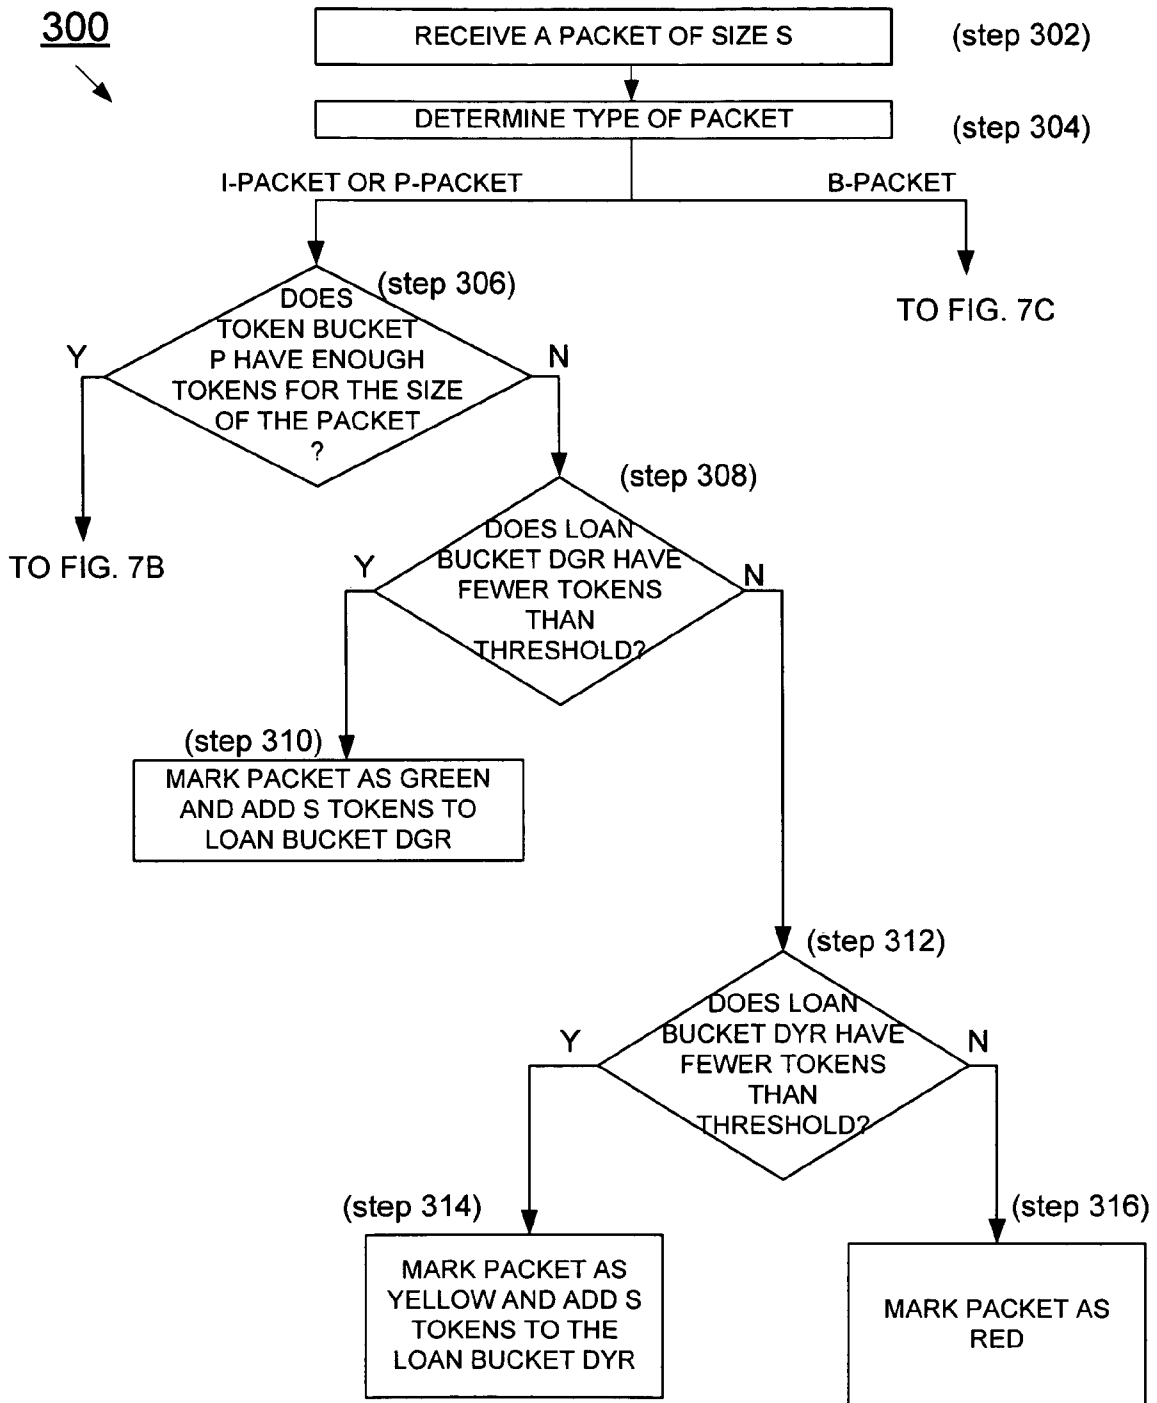 300
RECEIVE A PACKET OF SIZE S
(step 302)
DETERMINE TYPE OF PACKET
(step 304)
I-PACKET OR P-PACKET
B-PACKET
(step 306)
DOES
TOKEN BUCKET
P HAVE ENOUGH
TOKENS FOR THE SIZE
OF THE PACKET
?
Y
N
TO FIG. 7C
TO FIG. 7B
(step 308)
DOES LOAN
BUCKET DGR HAVE
FEWER TOKENS
THAN
THRESHOLD?
Y
N
(step 310)
MARK PACKET AS GREEN
AND ADD S TOKENS TO
LOAN BUCKET DGR
(step 312)
DOES LOAN
BUCKET DYR HAVE
FEWER TOKENS
THAN
THRESHOLD?
Y
N
(step 314)
MARK PACKET AS
YELLOW AND ADD S
TOKENS TO THE
LOAN BUCKET DYR
(step 316)
MARK PACKET AS
RED